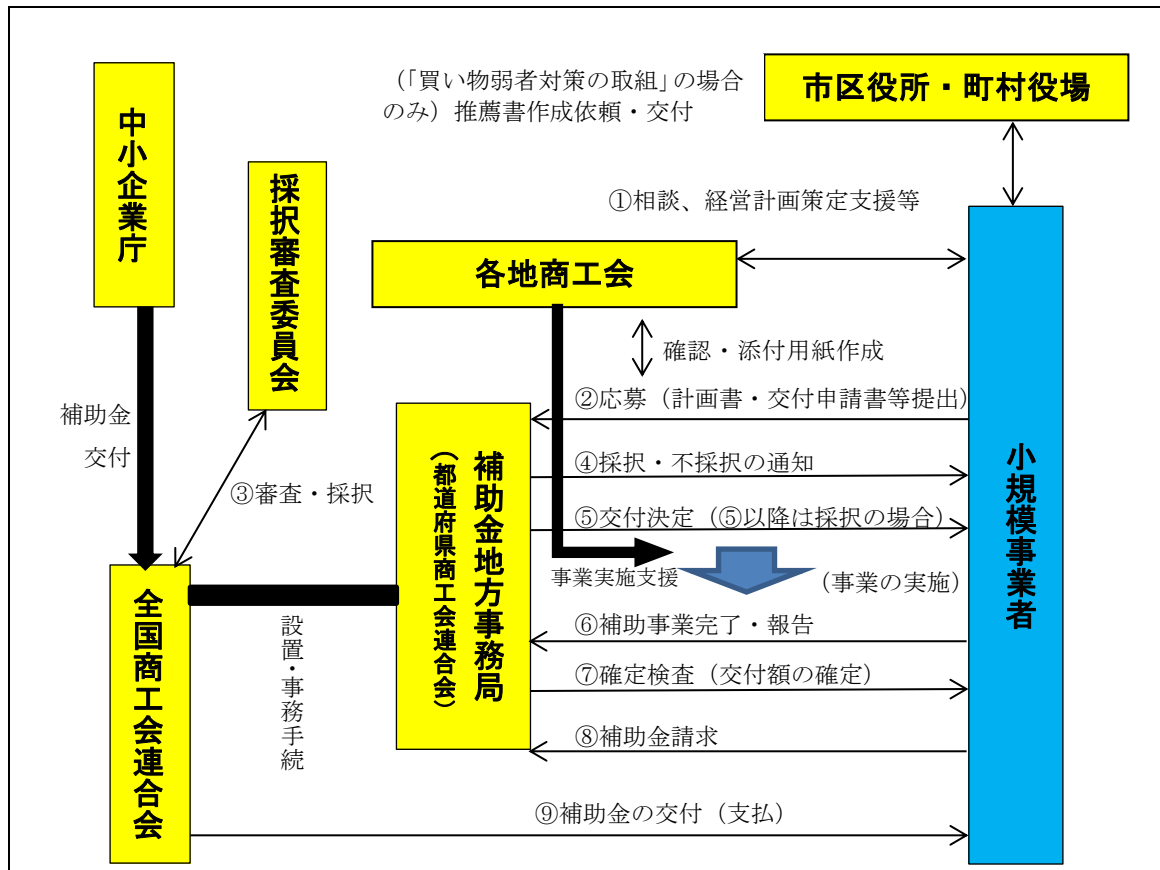 (「買い物弱者対策の取組」の場合
のみ）推薦書作成依頼・交付
市区役所・町村役場
中小企業庁
採択審査委員会
①相談、経営計画策定支援等
各地商工会
確認・添付用紙作成
補助金
交付
②応募（計画書・交付申請書等提出）
③審査・採択
補助金地方事務局
（都道府県商工会連合会）
④採択・不採択の通知
⑤交付決定（⑤以降は採択の場合）
小規模事業者
事業実施支援
（事業の実施）
全国商工会連合会
設置・事務手続
⑥補助事業完了・報告
⑦確定検査（交付額の確定）
⑧補助金請求
⑨補助金の交付（支払）